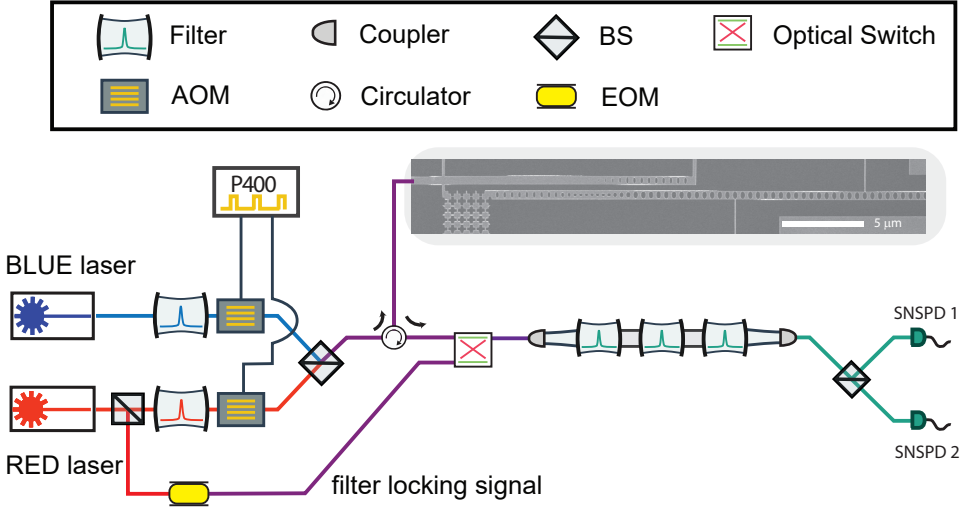 Filter
Coupler
BS
Optical Switch
AOM
Circulator
EOM
P400
5 μm
BLUE laser
SNSPD 1
RED laser
SNSPD 2
filter locking signal